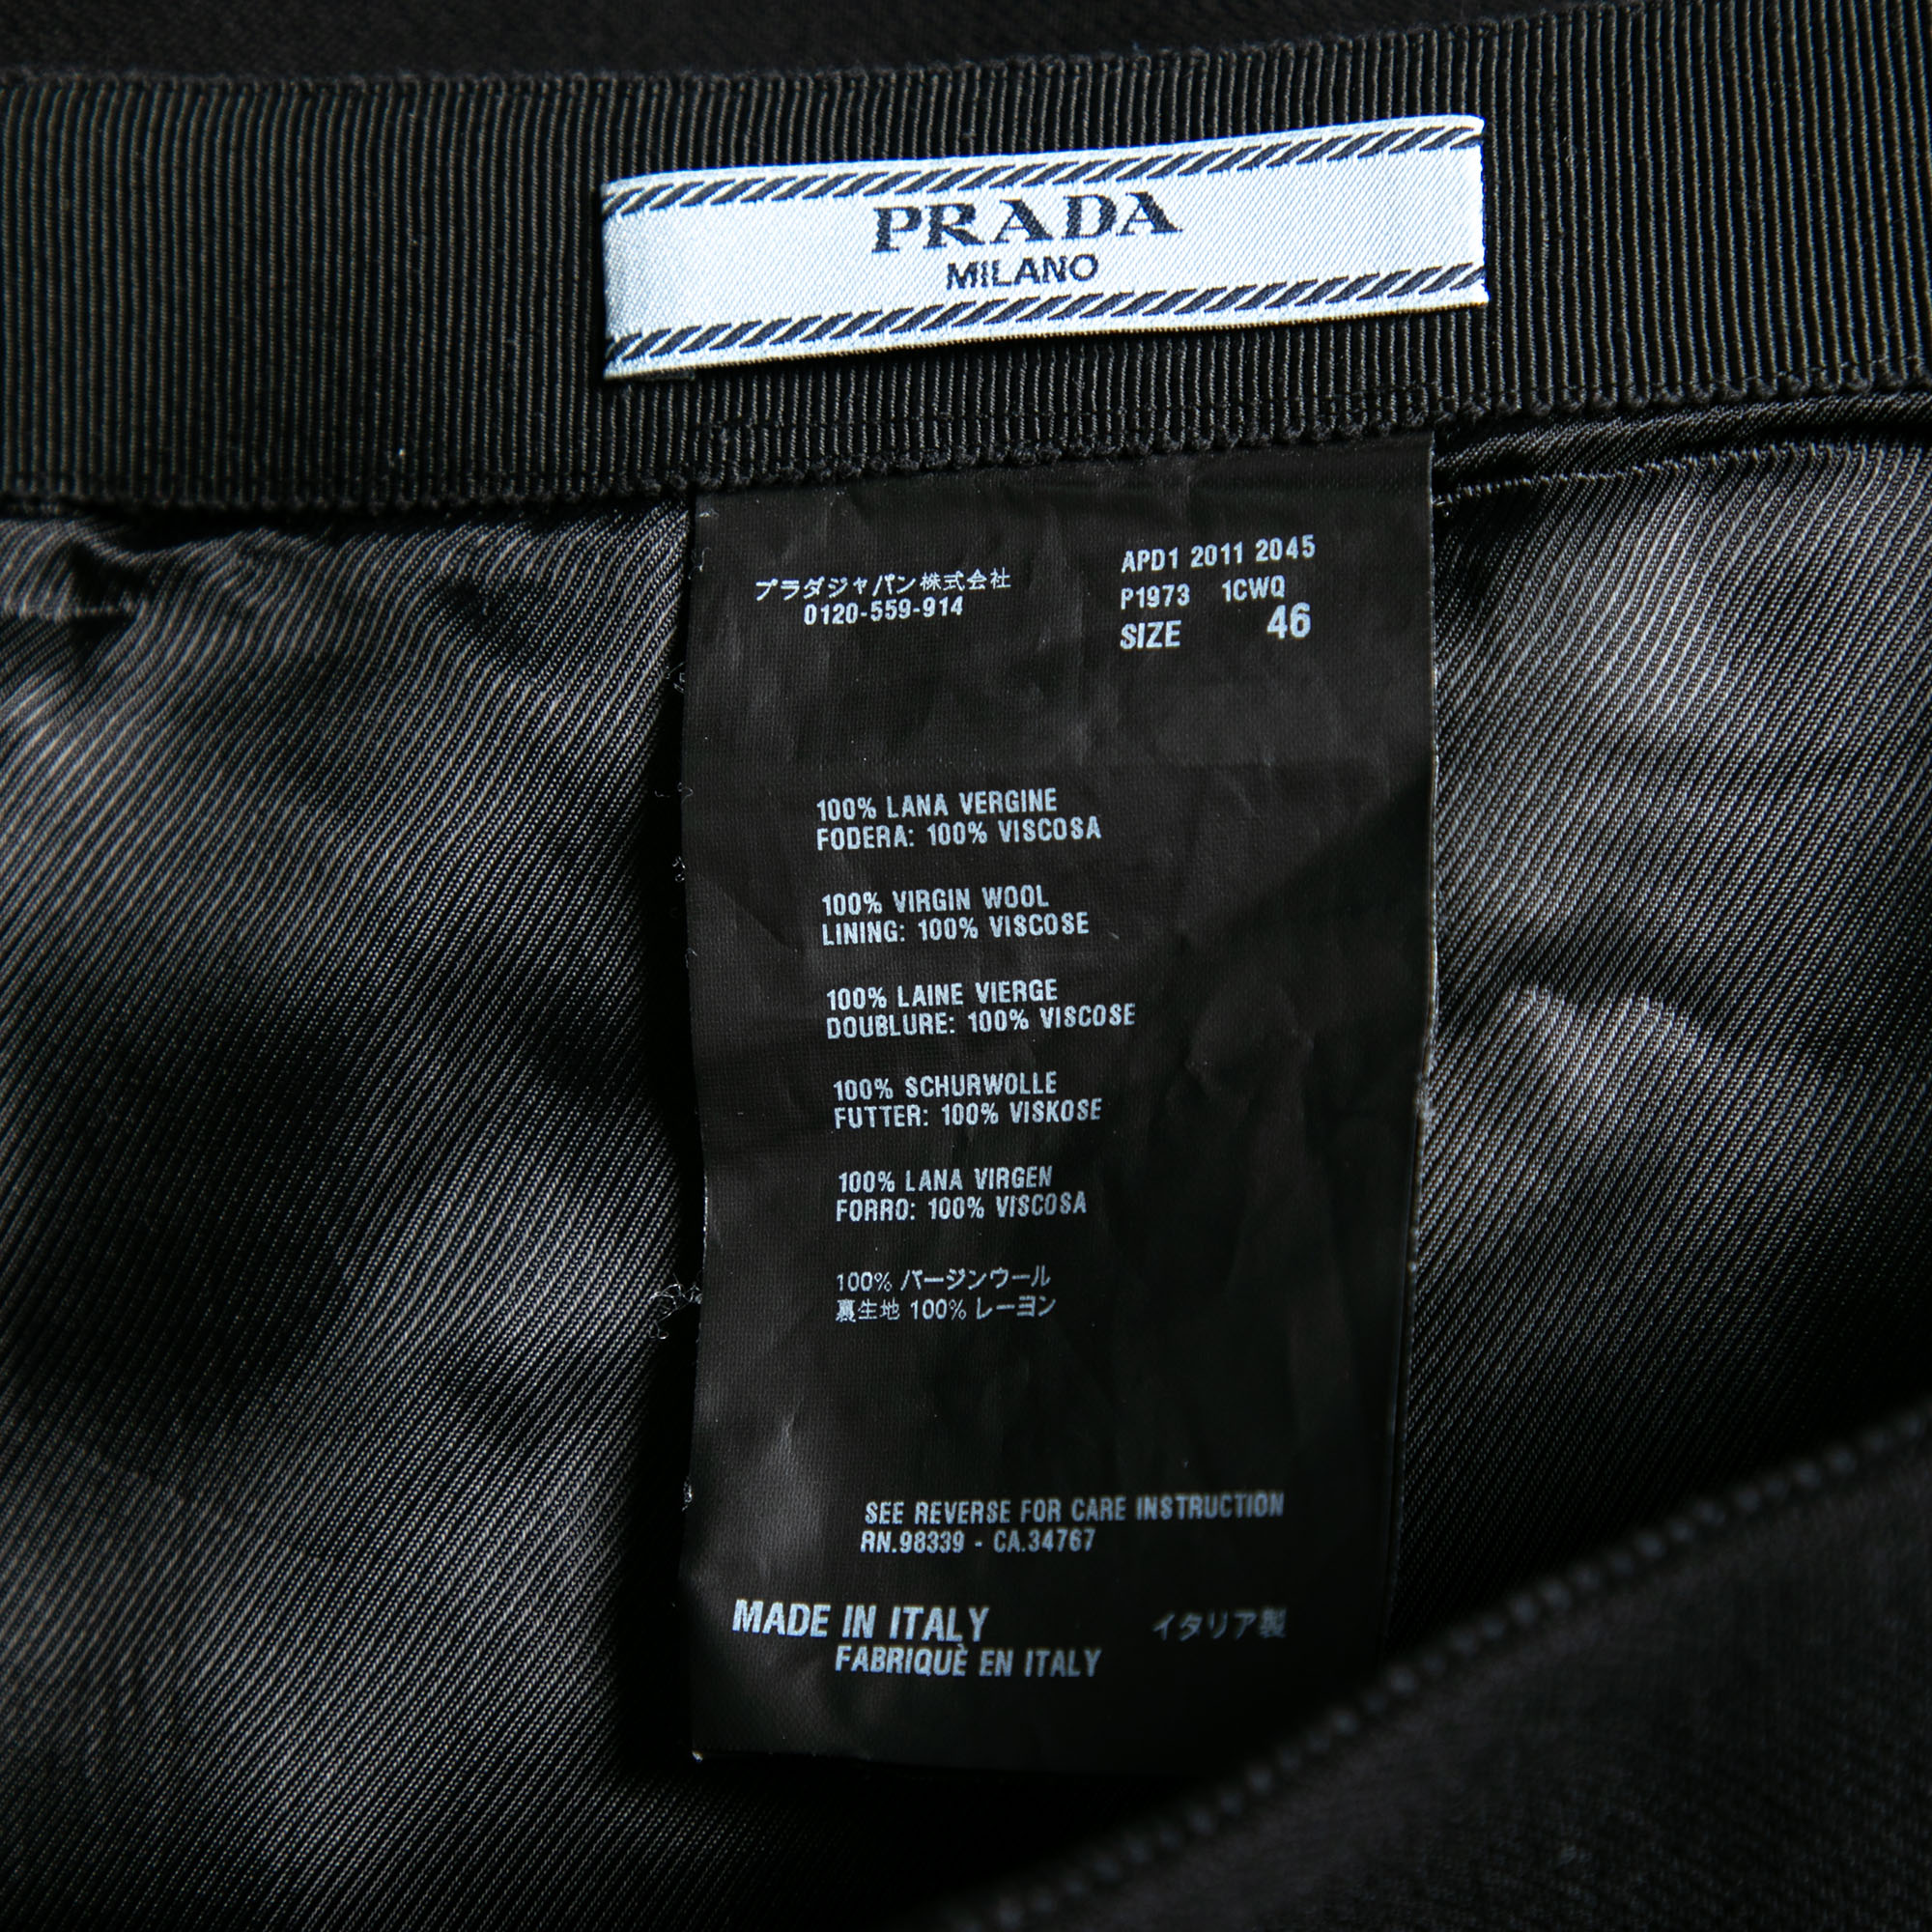 PRADA
MILANO
プラダジャパン株式会社
0120-559-914
APD1 2011 2045
P1973 1CWQ
SIZE 46
100% LANA VERGINE
FODERA: 100% VISCOSA
100% VIRGIN WOOL
LINING: 100% VISCOSE
100% LAINE VIERGE
DOUBLURE: 100% VISCOSE
100% SCHURWOLLE
FUTTER: 100% VISKOSE
100% LANA VIRGEN
FORRO: 100% VISCOSA
100% バージンウール
裏生地 100% レーヨン
SEE REVERSE FOR CARE INSTRUCTION
RN.98339 - CA.34767
MADE IN ITALY
イタリア製
FABRIQUÈ EN ITALY